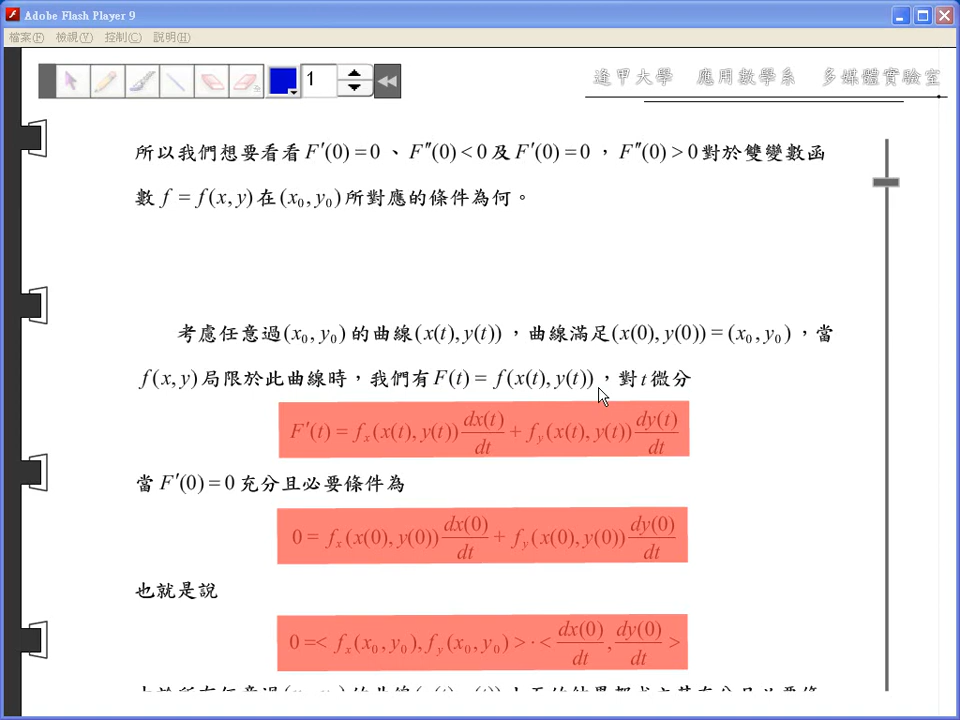 Adobe Flash Player 9
檔案(F) 檢視(V) 控制(C) 說明(H)
1
逢甲大學 應用數學系 多媒體實驗室
所以我們想要看看 F′(0) = 0 、 F″(0) < 0 及 F′(0) = 0 , F″(0) > 0 對於雙變數函
數 f = f(x, y) 在 (x₀, y₀) 所對應的條件為何。
考慮任意過 (x₀, y₀) 的曲線 (x(t), y(t)) ,曲線滿足 (x(0), y(0)) = (x₀, y₀) ,當
f(x, y) 局限於此曲線時,我們有 F(t) = f(x(t), y(t)) ,對 t 微分
F′(t) = fₓ(x(t), y(t)) dx(t)/dt + f_y(x(t), y(t)) dy(t)/dt
當 F′(0) = 0 充分且必要條件為
0 = fₓ(x(0), y(0)) dx(0)/dt + f_y(x(0), y(0)) dy(0)/dt
也就是說
0 =< fₓ(x₀, y₀), f_y(x₀, y₀) > · < dx(0)/dt, dy(0)/dt >